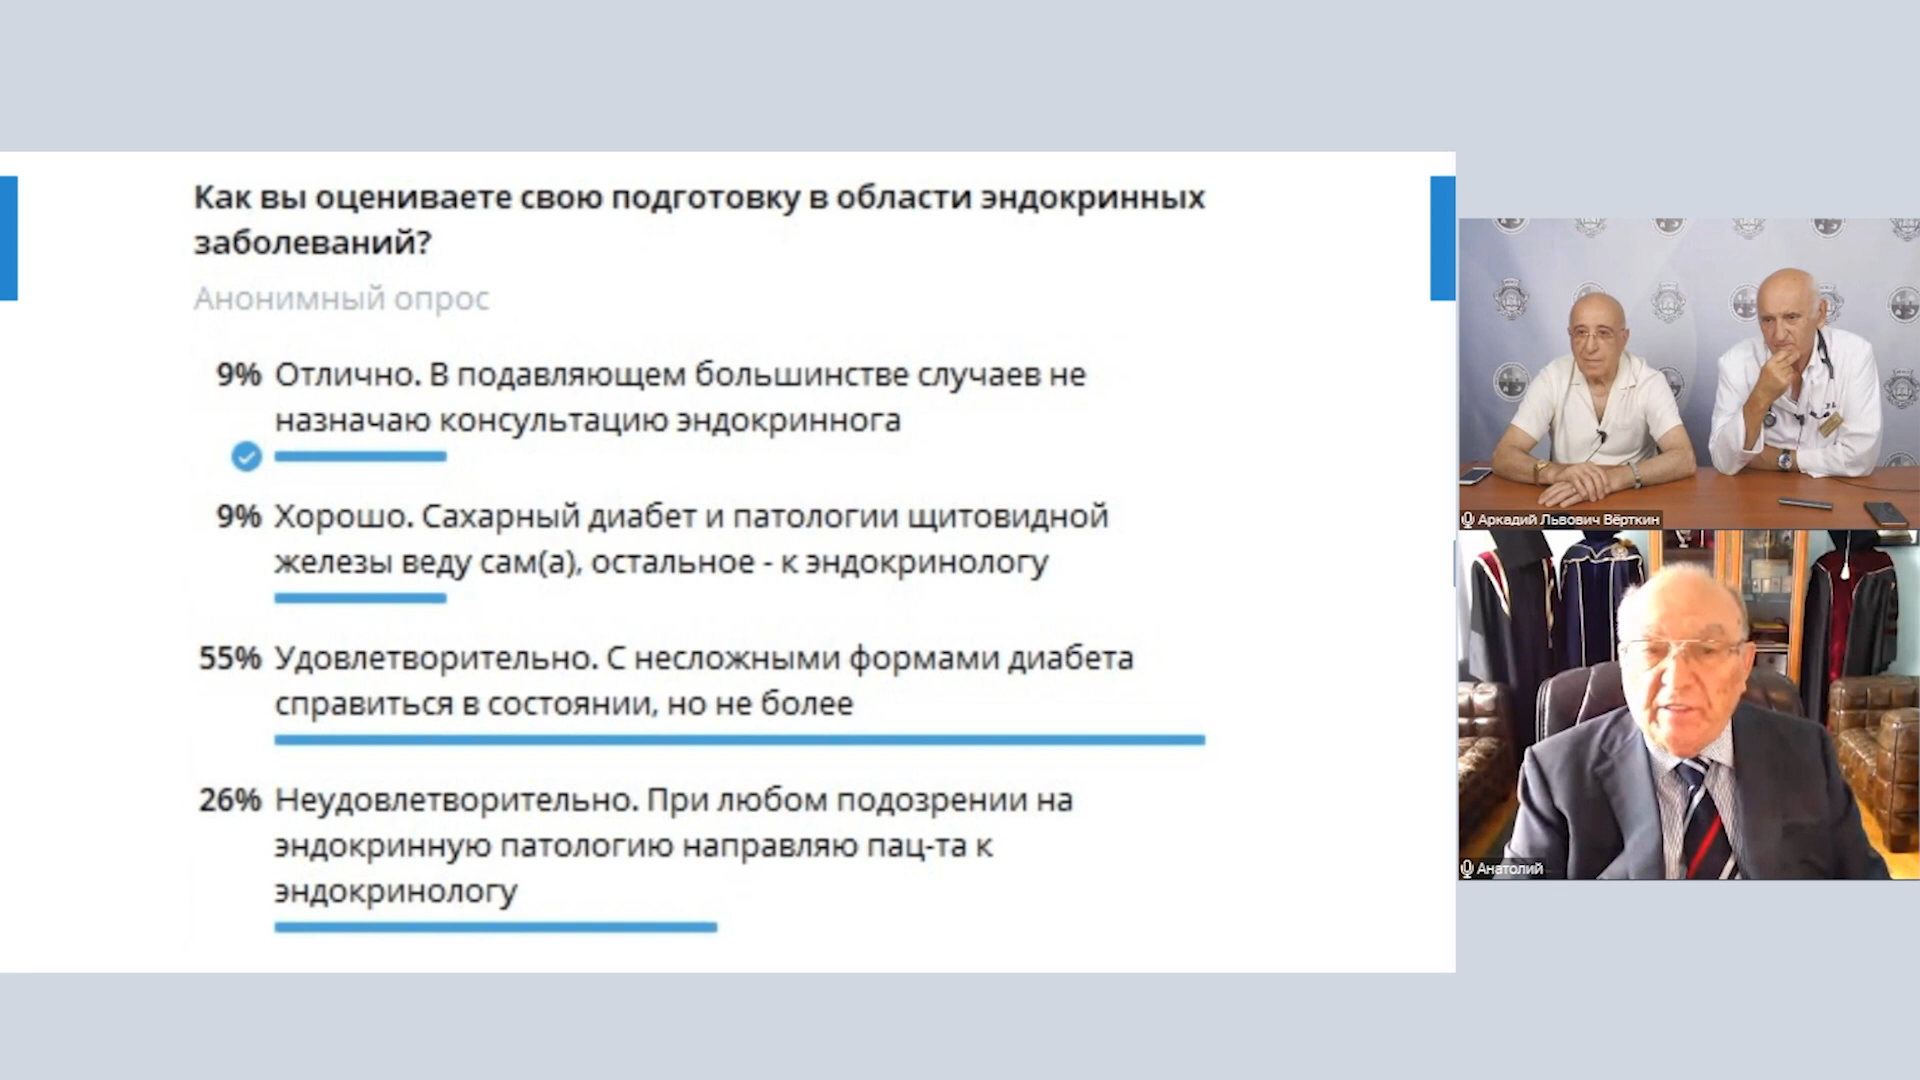 Как вы оцениваете свою подготовку в области эндокринных
заболеваний?
Анонимный опрос
9% Отлично. В подавляющем большинстве случаев не
назначаю консультацию эндокриннога
9% Хорошо. Сахарный диабет и патологии щитовидной
железы веду сам(а), остальное - к эндокринологу
55% Удовлетворительно. С несложными формами диабета
справиться в состоянии, но не более
26% Неудовлетворительно. При любом подозрении на
эндокринную патологию направляю пац-та к
эндокринологу
Аркадий Львович Вёрткин
Анатолий